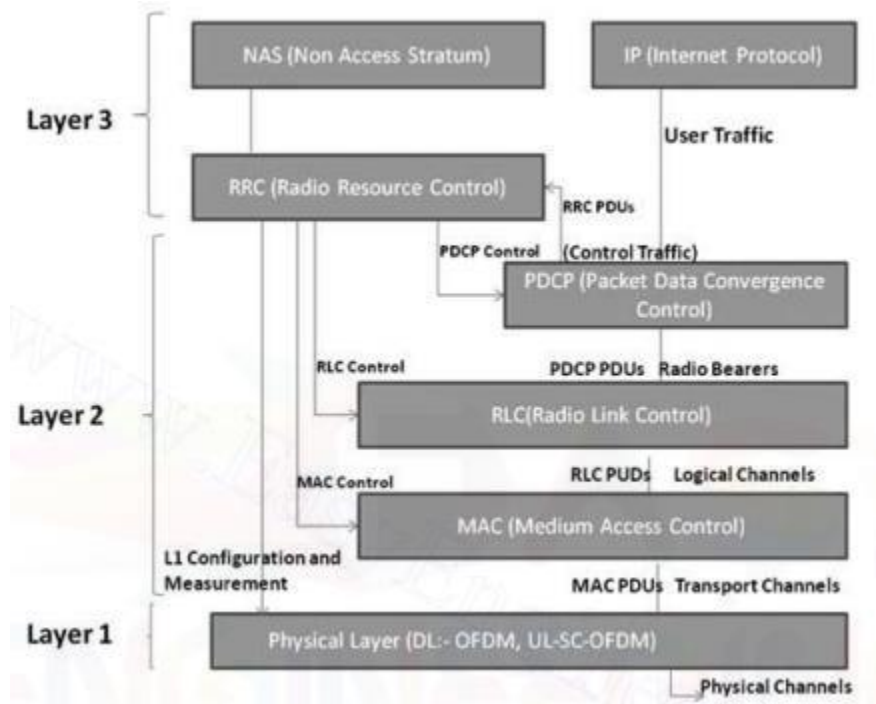 NAS (Non Access Stratum)
IP (Internet Protocol)
Layer 3
User Traffic
RRC (Radio Resource Control)
RRC PDUs
PDCP Control
(Control Traffic)
PDCP (Packet Data Convergence
Control)
RLC Control
PDCP PDUs Radio Bearers
Layer 2
RLC(Radio Link Control)
RLC PUDs Logical Channels
MAC Control
MAC (Medium Access Control)
L1 Configuration and
Measurement
MAC PDUs Transport Channels
Layer 1
Physical Layer (DL:- OFDM, UL-SC-OFDM)
Physical Channels